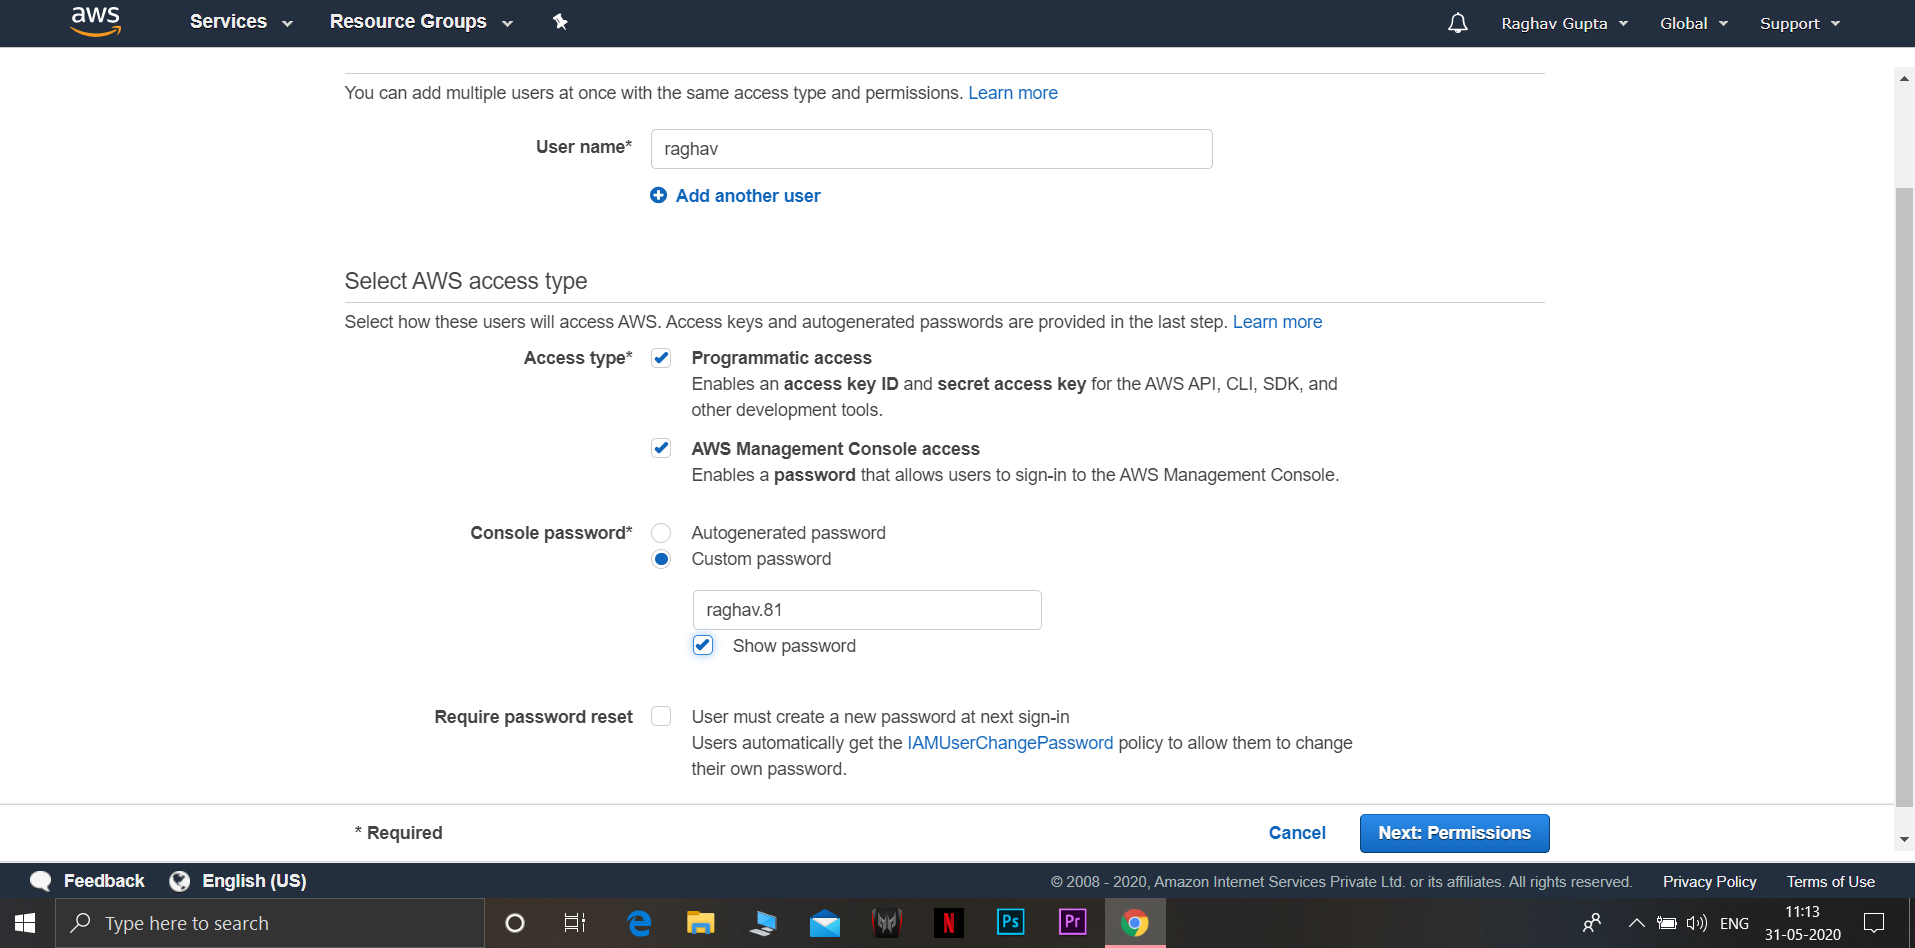 aws Services Resource Groups Raghav Gupta Global Support
You can add multiple users at once with the same access type and permissions. Learn more
User name* raghav
Add another user
Select AWS access type
Select how these users will access AWS. Access keys and autogenerated passwords are provided in the last step. Learn more
Access type* Programmatic access
Enables an access key ID and secret access key for the AWS API, CLI, SDK, and
other development tools.
AWS Management Console access
Enables a password that allows users to sign-in to the AWS Management Console.
Console password* Autogenerated password
Custom password
raghav.81
Show password
Require password reset User must create a new password at next sign-in
Users automatically get the IAMUserChangePassword policy to allow them to change
their own password.
* Required Cancel Next: Permissions
Feedback English (US) © 2008 - 2020, Amazon Internet Services Private Ltd. or its affiliates. All rights reserved. Privacy Policy Terms of Use
Type here to search N Ps Pr ENG 11:13
31-05-2020